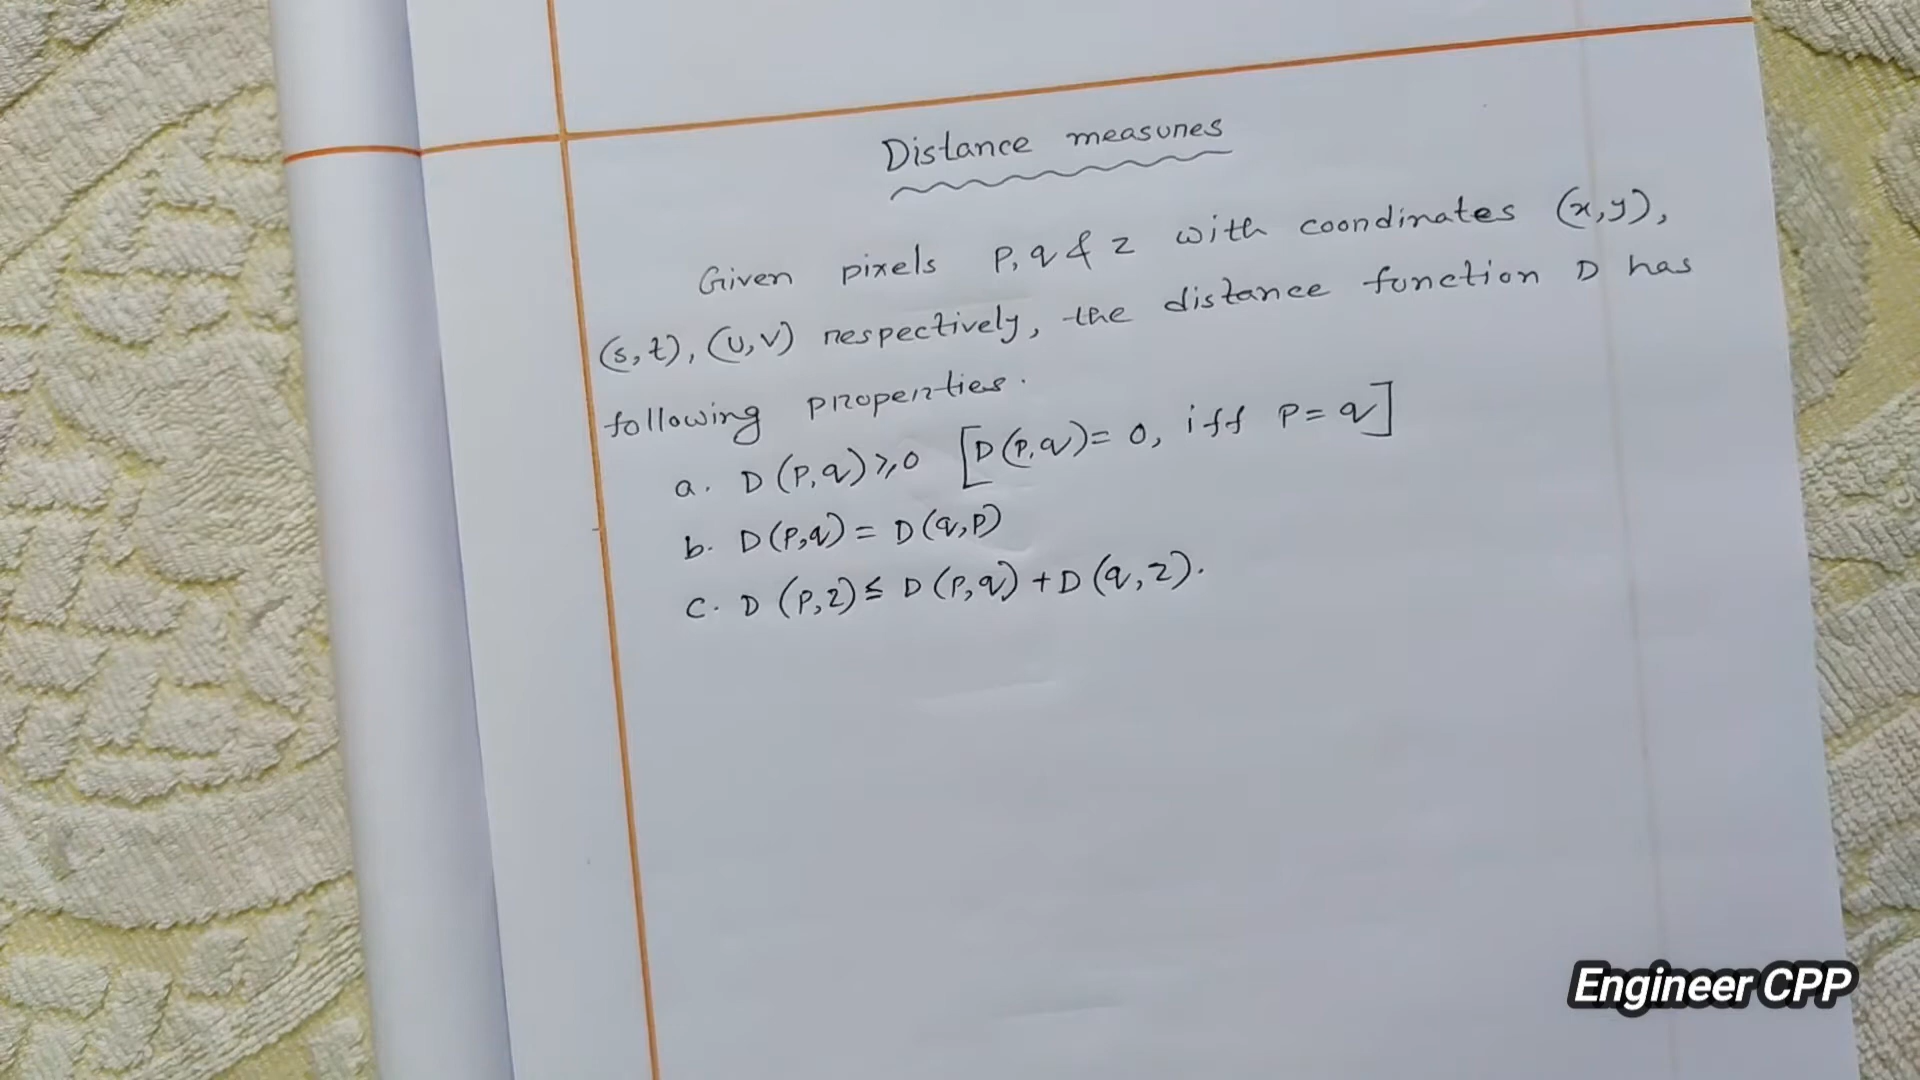 Distance measures
Given pixels p, q & z with coordinates (x,y),
(s,t), (u,v) respectively, the distance function D has
following properties.
a. D(p,q) ≥ 0 [D(p,q) = 0, iff p = q]
b. D(p,q) = D(q,p)
c. D(p,z) ≤ D(p,q) + D(q,z).
Engineer CPP